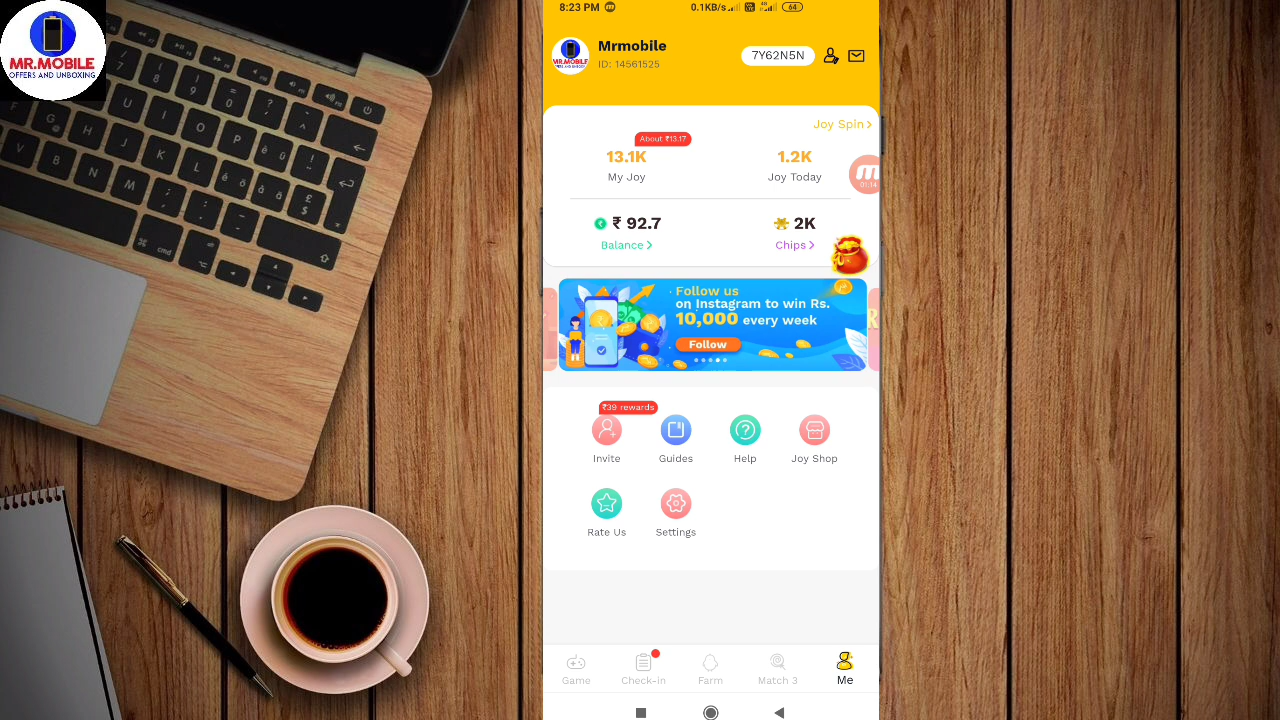 MR.MOBILE
OFFERS AND UNBOXING
8:23 PM
0.1KB/s
4G
64
Mrmobile
ID: 14561525
7Y62N5N
Joy Spin
About ₹13.17
13.1K
My Joy
1.2K
Joy Today
01:14
₹ 92.7
Balance
2K
Chips
Follow us
on Instagram to win Rs.
10,000 every week
Follow
₹39 rewards
Invite
Guides
Help
Joy Shop
Rate Us
Settings
Game
Check-in
Farm
Match 3
Me